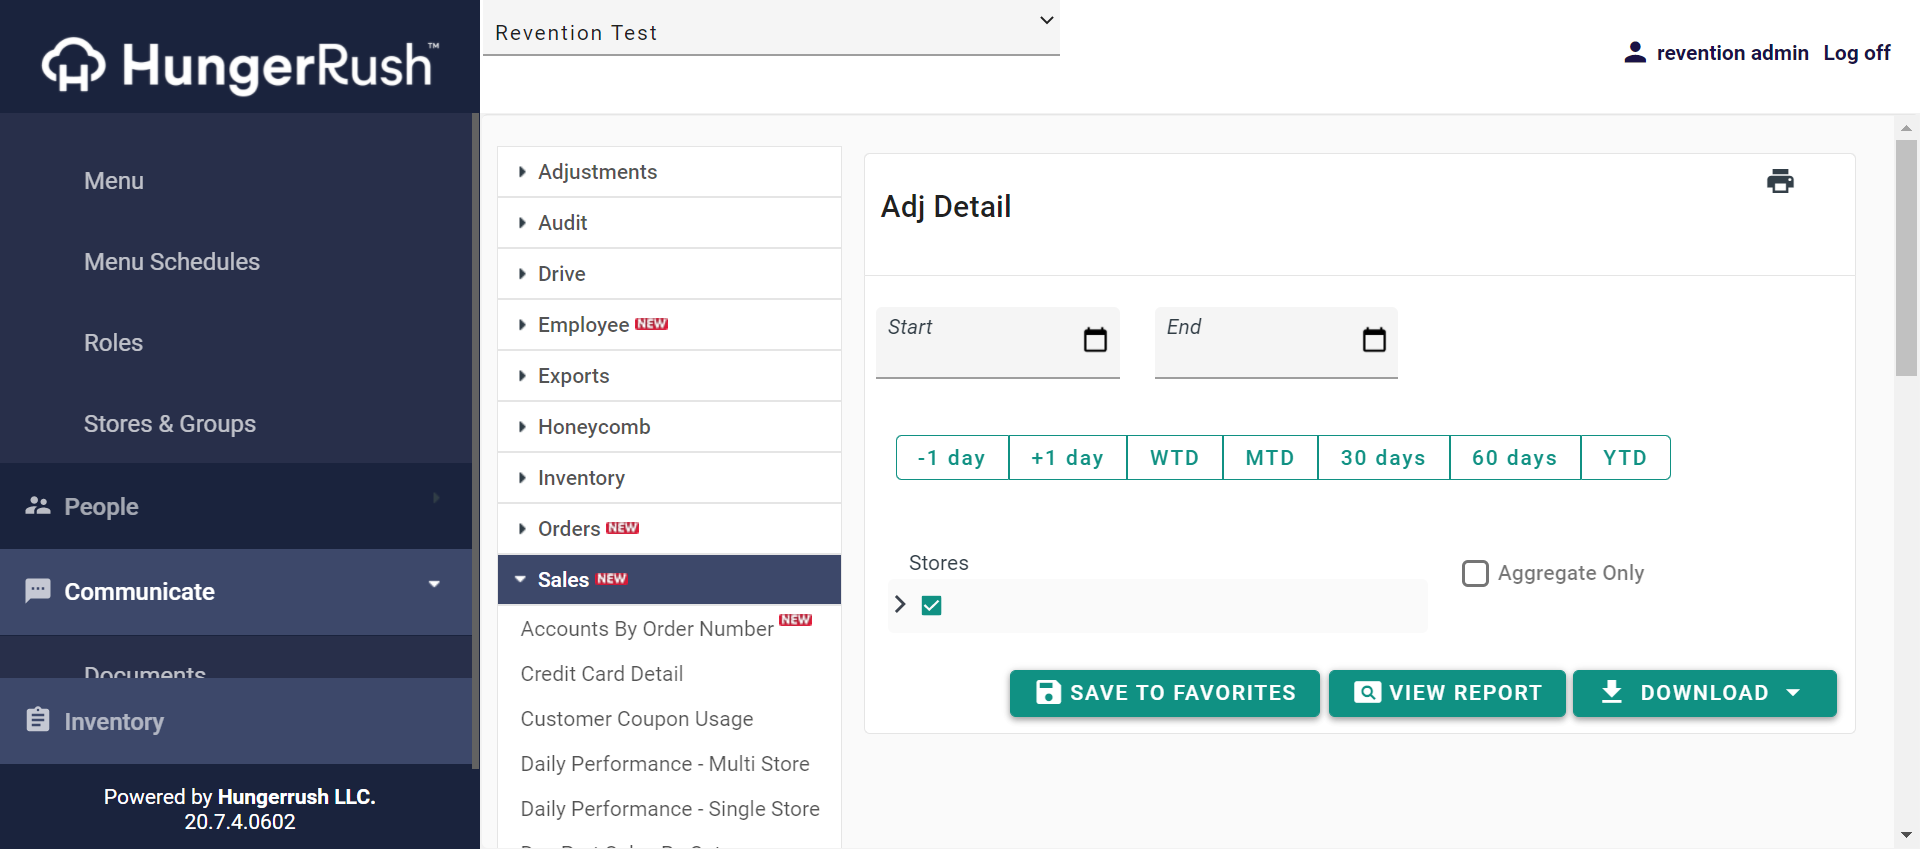 HungerRush™
Revention Test
revention admin Log off
Menu
Menu Schedules
Roles
Stores & Groups
People
Communicate
Documents
Inventory
Powered by Hungerrush LLC.
20.7.4.0602
Adjustments
Audit
Drive
Employee NEW
Exports
Honeycomb
Inventory
Orders NEW
Sales NEW
Accounts By Order Number NEW
Credit Card Detail
Customer Coupon Usage
Daily Performance - Multi Store
Daily Performance - Single Store
Adj Detail
Start
End
-1 day
+1 day
WTD
MTD
30 days
60 days
YTD
Stores
Aggregate Only
SAVE TO FAVORITES
VIEW REPORT
DOWNLOAD